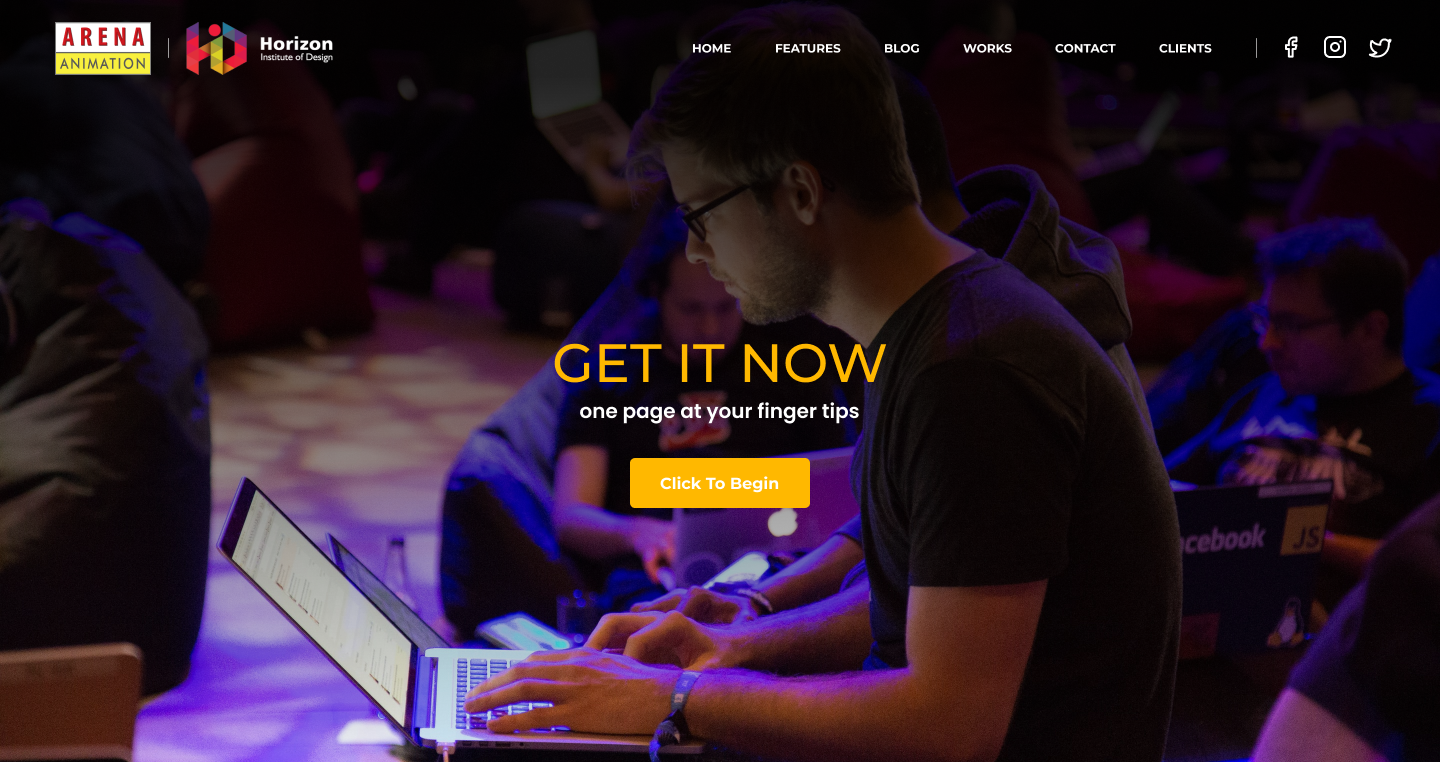 ARENA
ANIMATION
Horizon
Institute of Design
HOME FEATURES BLOG WORKS CONTACT CLIENTS
GET IT NOW
one page at your finger tips
Click To Begin
acebook
JS